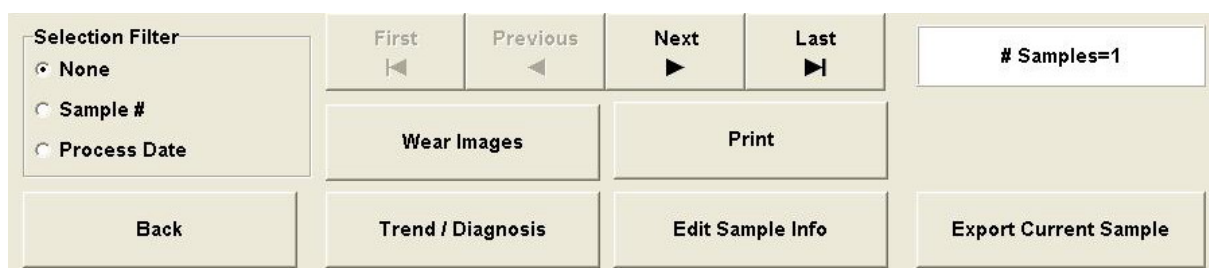 Selection Filter
None
Sample #
Process Date
First
Previous
Next
Last
# Samples=1
Wear Images
Print
Back
Trend / Diagnosis
Edit Sample Info
Export Current Sample